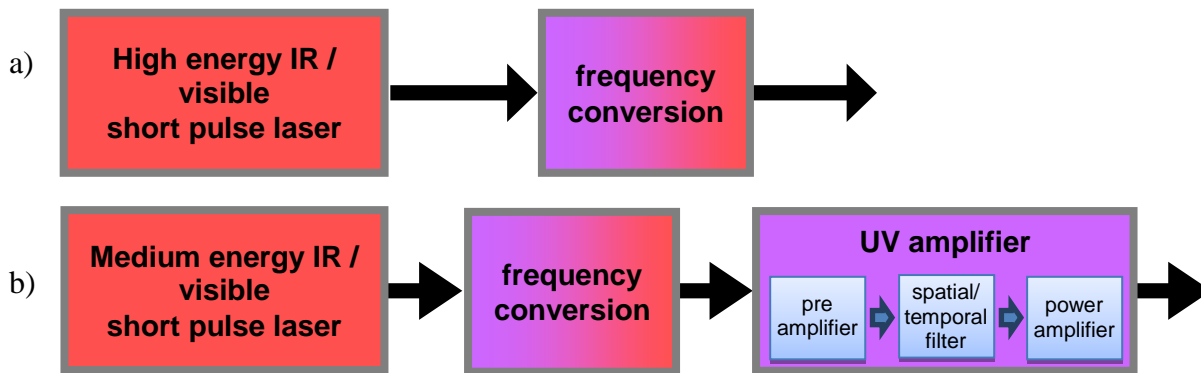 a)
High energy IR /
visible
short pulse laser
frequency
conversion
b)
Medium energy IR /
visible
short pulse laser
frequency
conversion
UV amplifier
pre
amplifier
spatial/
temporal
filter
power
amplifier